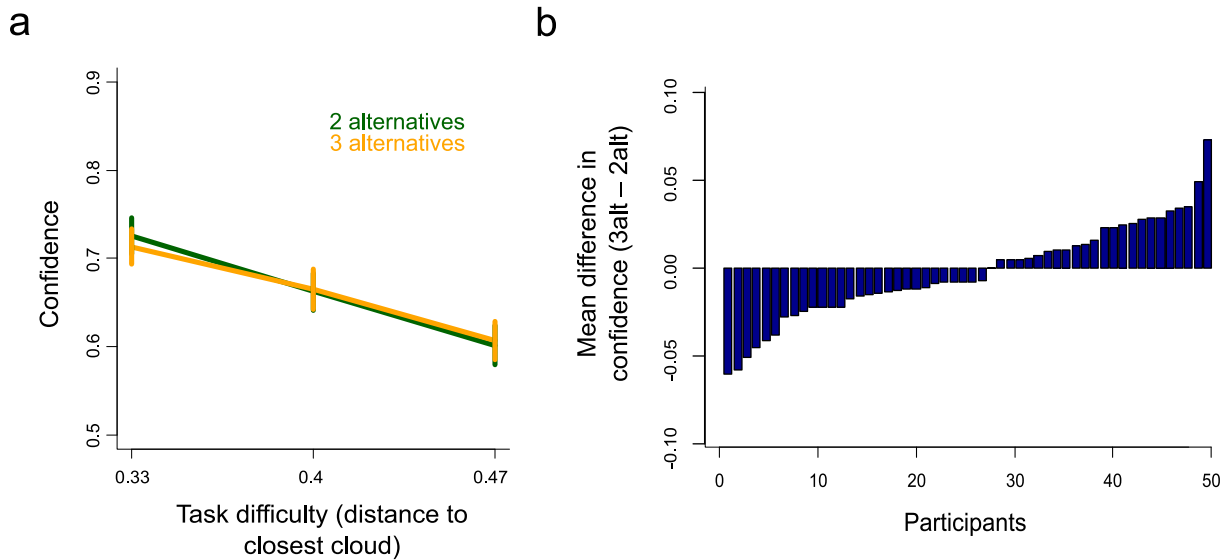 a
0.9
0.8
0.7
0.6
0.5
Confidence
2 alternatives
3 alternatives
0.33
0.4
0.47
Task difficulty (distance to
closest cloud)
b
0.10
0.05
0.00
-0.05
-0.10
Mean difference in
confidence (3alt – 2alt)
0
10
20
30
40
50
Participants